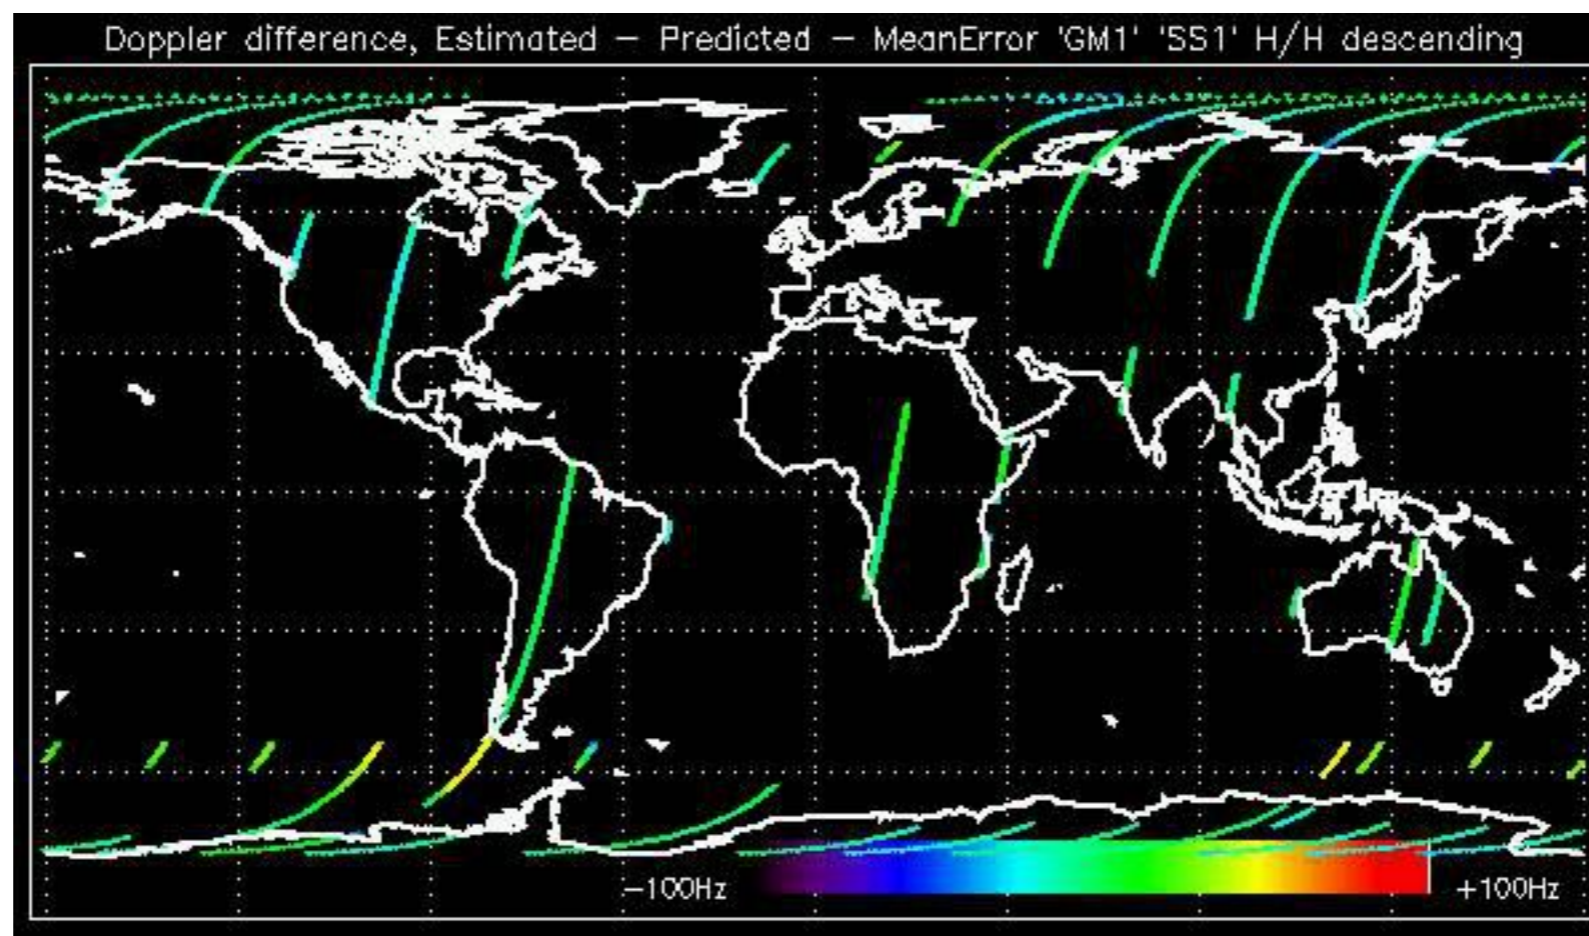 Doppler difference, Estimated – Predicted – MeanError 'GM1' 'SS1' H/H descending
–100Hz +100Hz